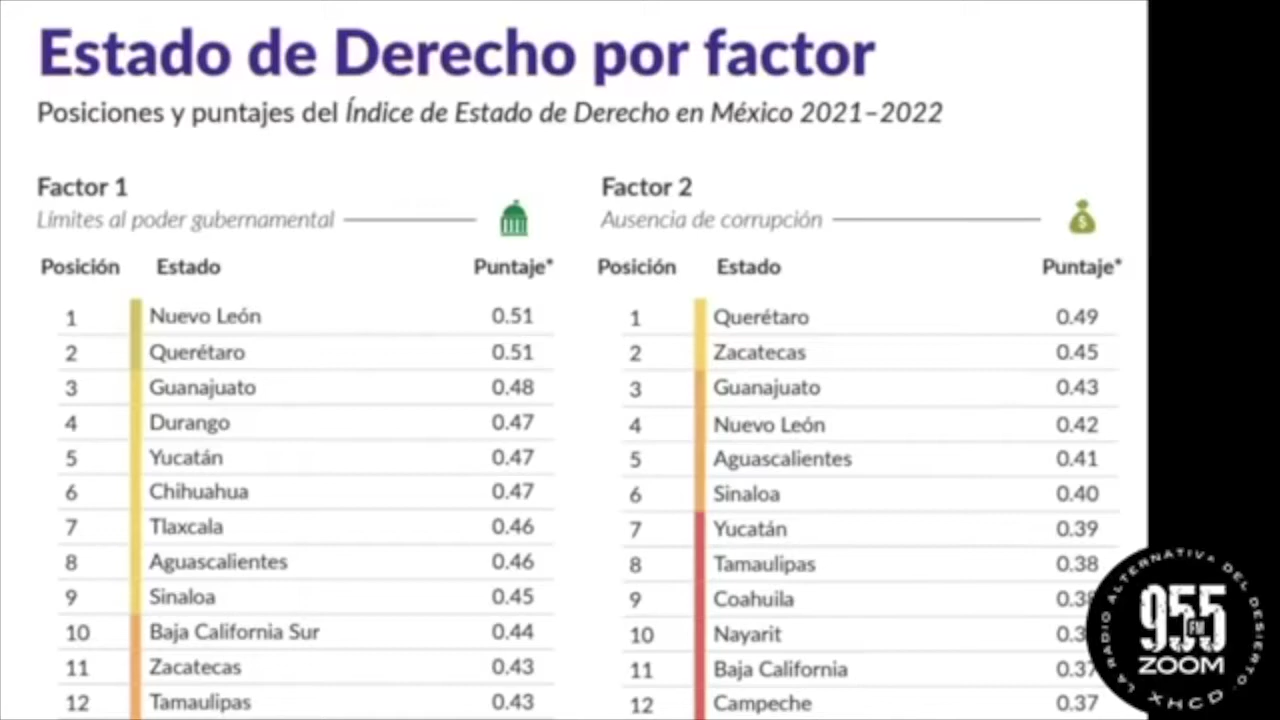 Estado de Derecho por factor
Posiciones y puntajes del Índice de Estado de Derecho en México 2021–2022
Factor 1
Límites al poder gubernamental
Posición Estado Puntaje*
1 Nuevo León 0.51
2 Querétaro 0.51
3 Guanajuato 0.48
4 Durango 0.47
5 Yucatán 0.47
6 Chihuahua 0.47
7 Tlaxcala 0.46
8 Aguascalientes 0.46
9 Sinaloa 0.45
10 Baja California Sur 0.44
11 Zacatecas 0.43
12 Tamaulipas 0.43
Factor 2
Ausencia de corrupción
$
Posición Estado Puntaje*
1 Querétaro 0.49
2 Zacatecas 0.45
3 Guanajuato 0.43
4 Nuevo León 0.42
5 Aguascalientes 0.41
6 Sinaloa 0.40
7 Yucatán 0.39
8 Tamaulipas 0.38
9 Coahuila
10 Nayarit
11 Baja California 0.37
12 Campeche 0.37
LA RADIO ALTERNATIVA DEL DESIERTO
955
FM
ZOOM
XHCD